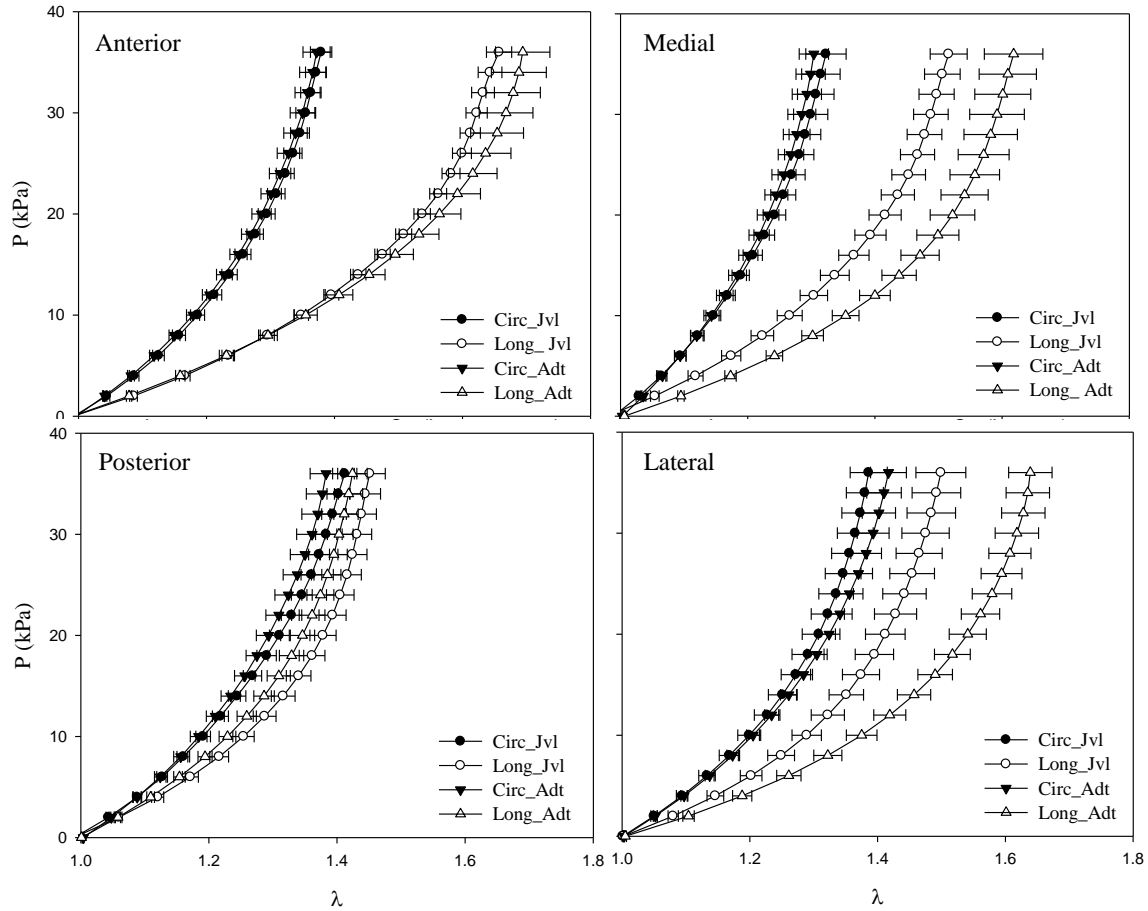 40
Anterior
Medial
30
P (kPa)
20
10
Circ_Jvl
Long_ Jvl
Circ_Adt
Long_Adt
Circ_Jvl
Long_Jvl
Circ_Adt
Long_Adt
0
40
Posterior
Lateral
30
P (kPa)
20
10
Circ_Jvl
Long_Jvl
Circ_Adt
Long_Adt
Circ_Jvl
Long_Jvl
Circ_Adt
Long_Adt
0
1.0 1.2 1.4 1.6 1.8 1.0 1.2 1.4 1.6 1.8
λ λ